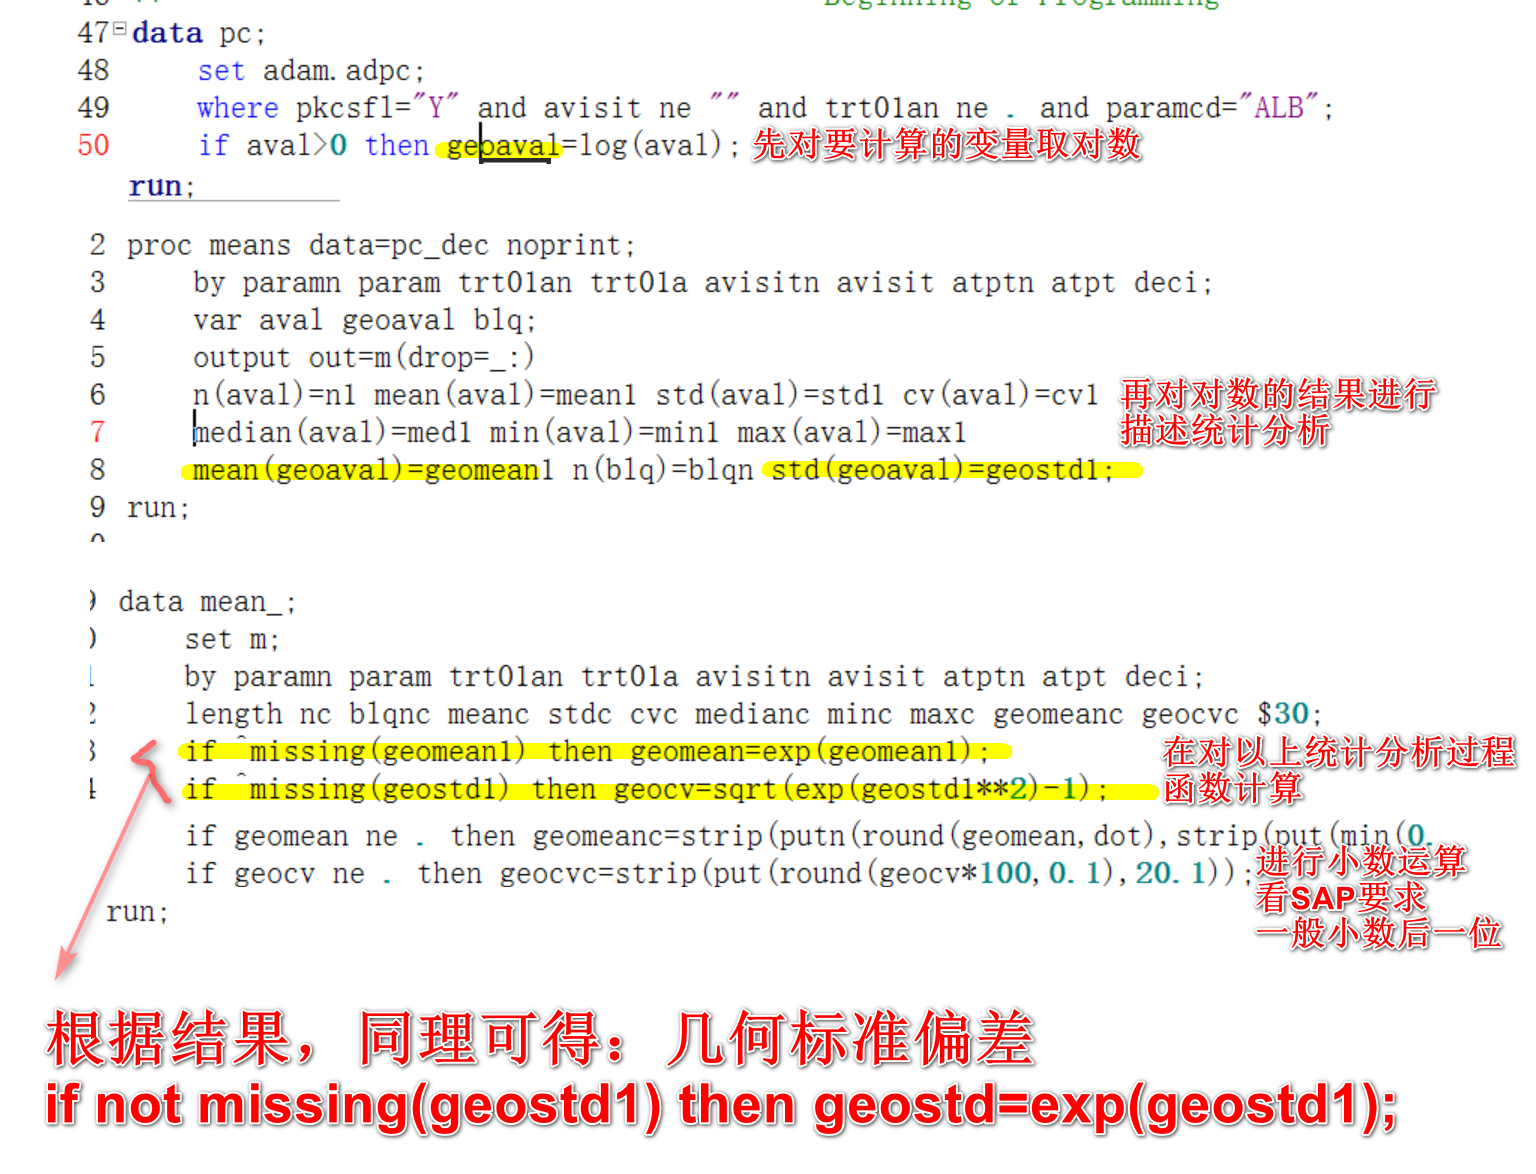 Beginning of Programming
47 data pc;
48 set adam.adpc;
49 where pkcsfl="Y" and avisit ne "" and trt01an ne . and paramcd="ALB";
50 if aval>0 then geoaval=log(aval); 先对要计算的变量取对数
run;
2 proc means data=pc_dec noprint;
3 by paramn param trt01an trt01a avisitn avisit atptn atpt deci;
4 var aval geoaval blq;
5 output out=m(drop=_:)
6 n(aval)=n1 mean(aval)=mean1 std(aval)=std1 cv(aval)=cv1 再对对数的结果进行
7 median(aval)=med1 min(aval)=min1 max(aval)=max1 描述统计分析
8 mean(geoaval)=geomean1 n(blq)=blqn std(geoaval)=geostd1;
9 run;
data mean_;
set m;
by paramn param trt01an trt01a avisitn avisit atptn atpt deci;
length nc blqnc meanc stdc cvc medianc minc maxc geomeanc geocvc $30;
if ^missing(geomean1) then geomean=exp(geomean1); 在对以上统计分析过程
if ^missing(geostd1) then geocv=sqrt(exp(geostd1**2)-1); 函数计算
if geomean ne . then geomeanc=strip(putn(round(geomean,dot),strip(put(min(0.
if geocv ne . then geocvc=strip(put(round(geocv*100,0.1),20.1)); 进行小数运算
看SAP要求
run;
一般小数后一位
根据结果，同理可得：几何标准偏差
if not missing(geostd1) then geostd=exp(geostd1);